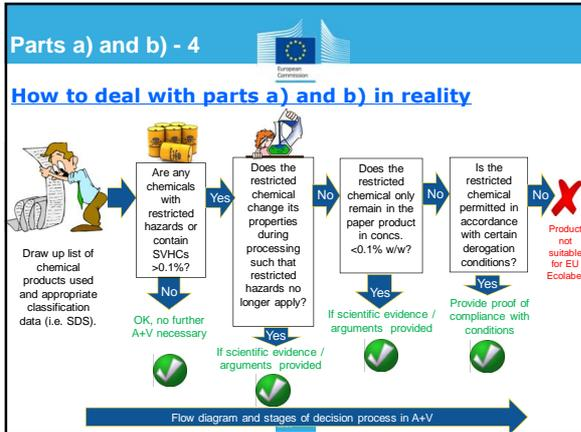 Parts a) and b) - 4
European
Commission
How to deal with parts a) and b) in reality
Draw up list of
chemical
products used
and appropriate
classification
data (i.e. SDS).
Are any
chemicals
with
restricted
hazards or
contain
SVHCs
>0.1%?
Yes
No
OK, no further
A+V necessary
Does the
restricted
chemical
change its
properties
during
processing
such that
restricted
hazards no
longer apply?
No
Yes
If scientific evidence /
arguments provided
Does the
restricted
chemical only
remain in the
paper product
in concs.
<0.1% w/w?
No
Yes
If scientific evidence /
arguments provided
Is the
restricted
chemical
permitted in
accordance
with certain
derogation
conditions?
No
Yes
Provide proof of
compliance with
conditions
Product
not
suitable
for EU
Ecolabel
Flow diagram and stages of decision process in A+V